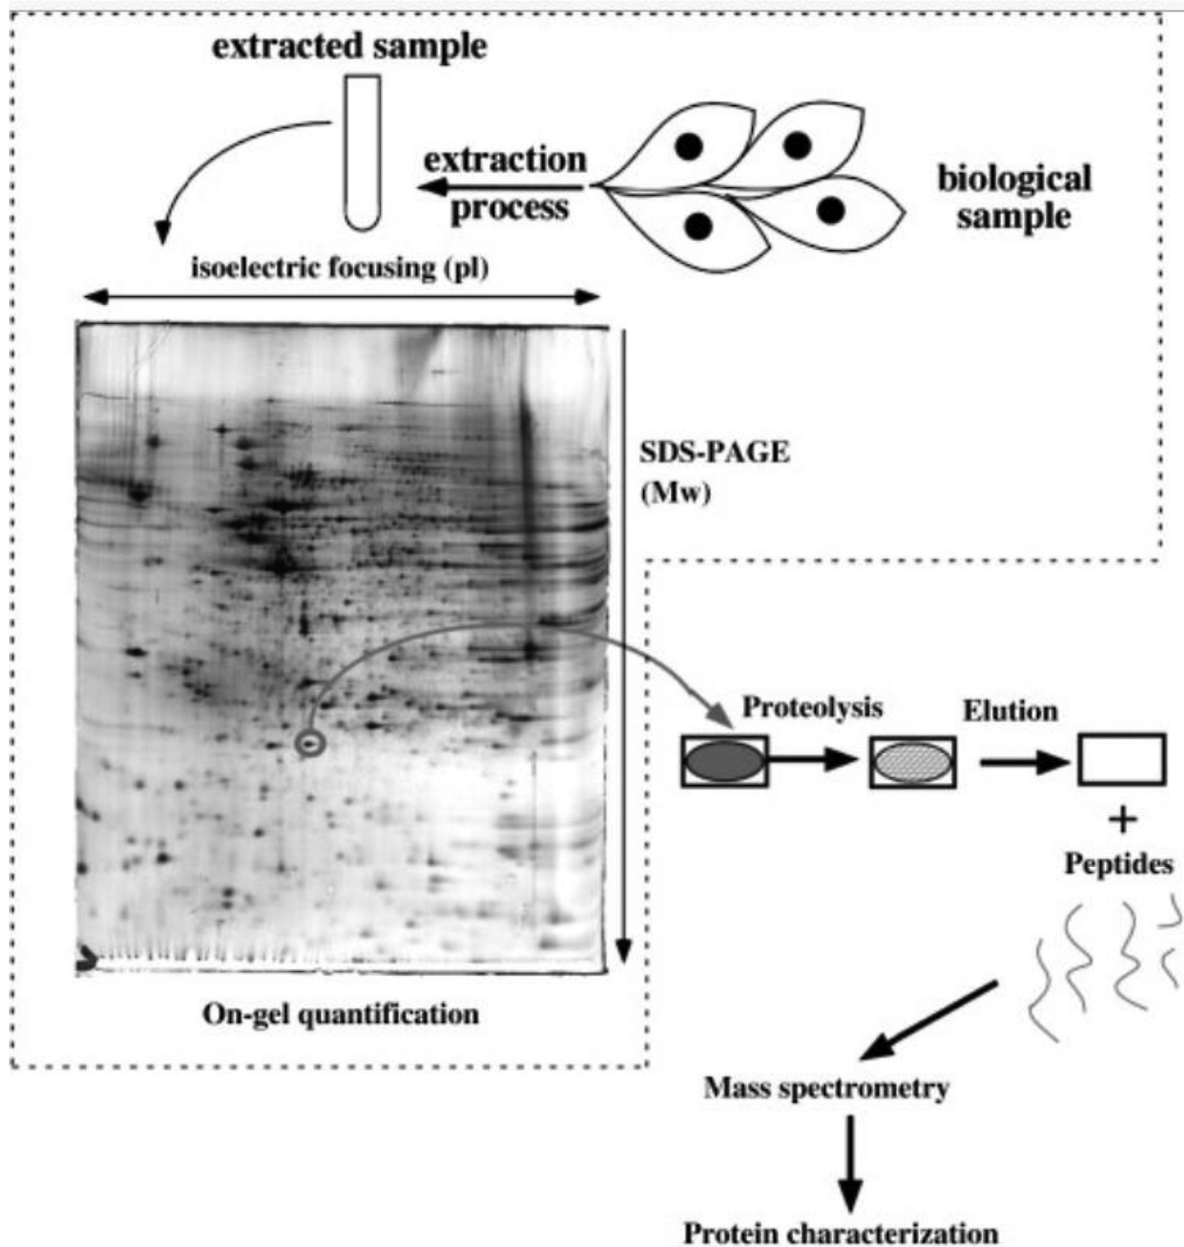 extracted sample
extraction
process
biological
sample
isoelectric focusing (pI)
SDS-PAGE
(Mw)
Proteolysis
Elution
+
Peptides
On-gel quantification
Mass spectrometry
Protein characterization